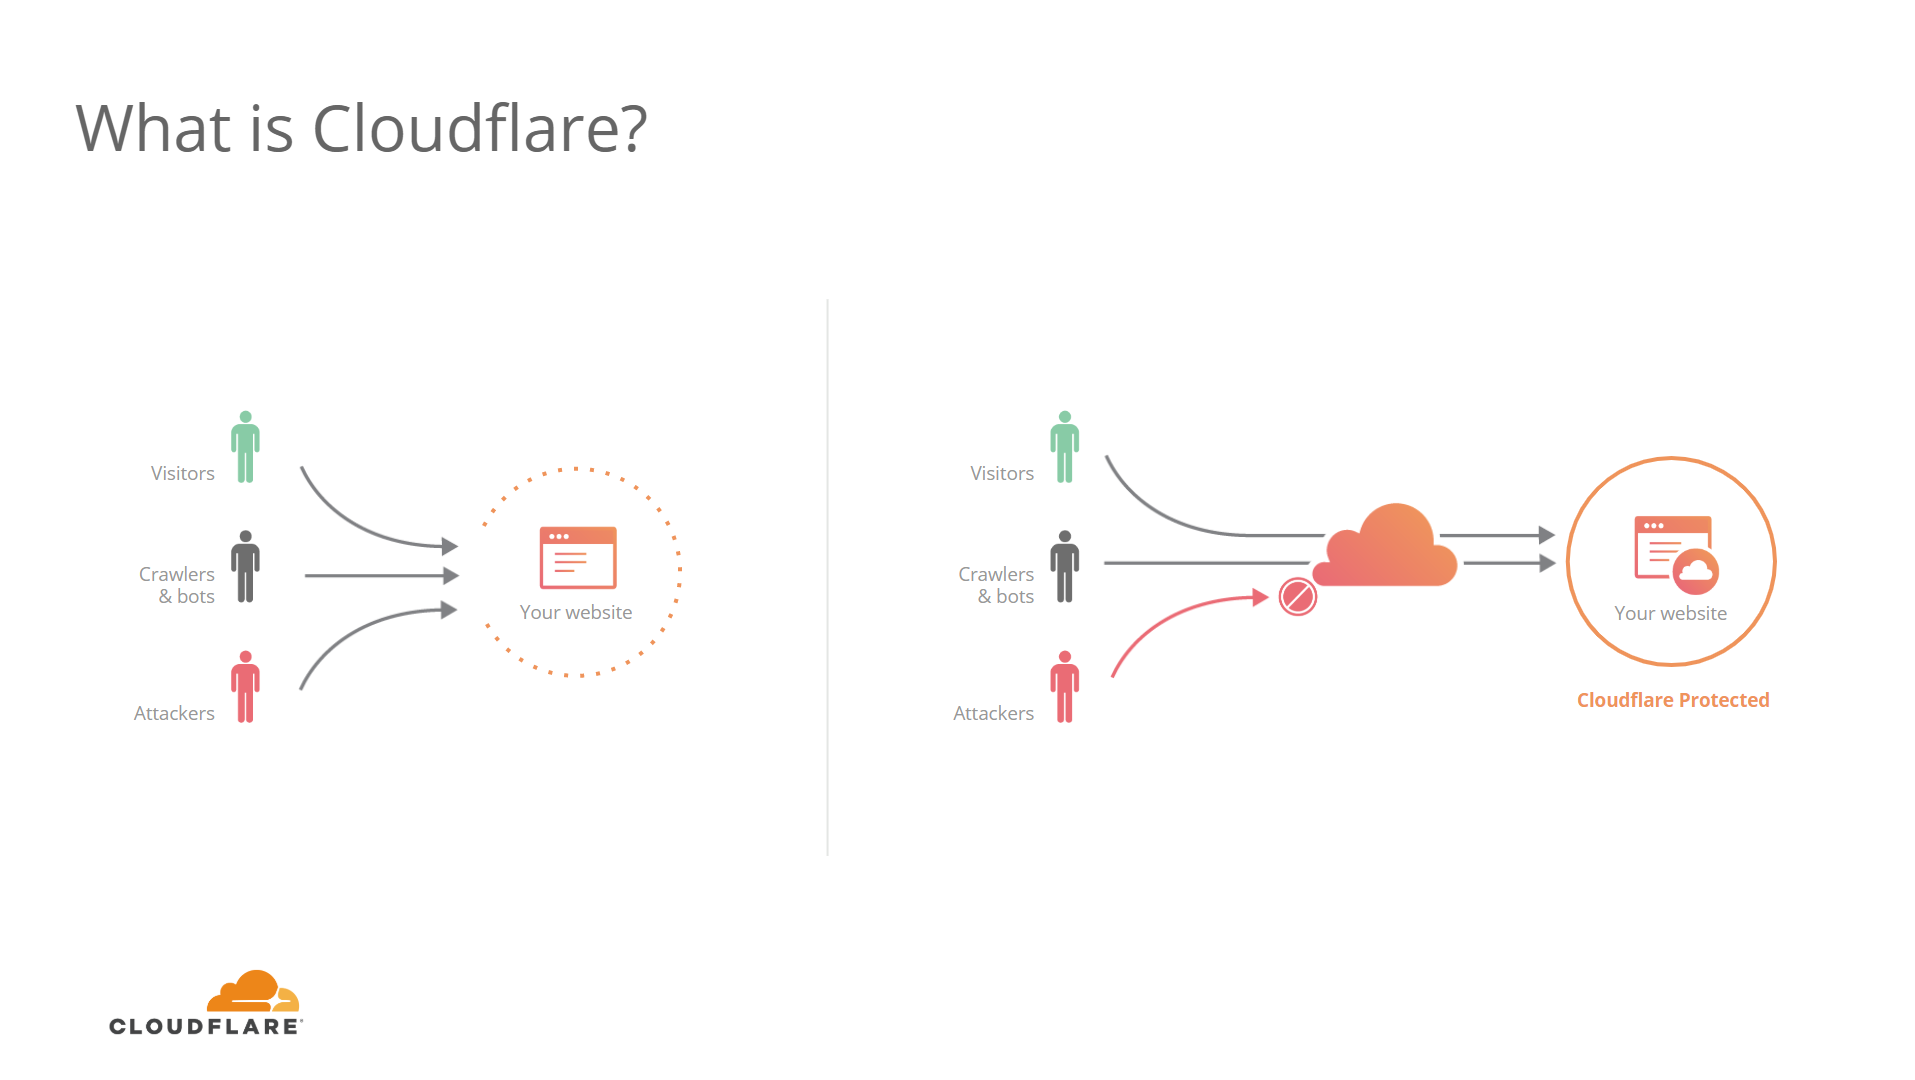 What is Cloudflare?
Visitors
Crawlers
& bots
Attackers
Your website
Visitors
Crawlers
& bots
Attackers
Your website
Cloudflare Protected
CLOUDFLARE